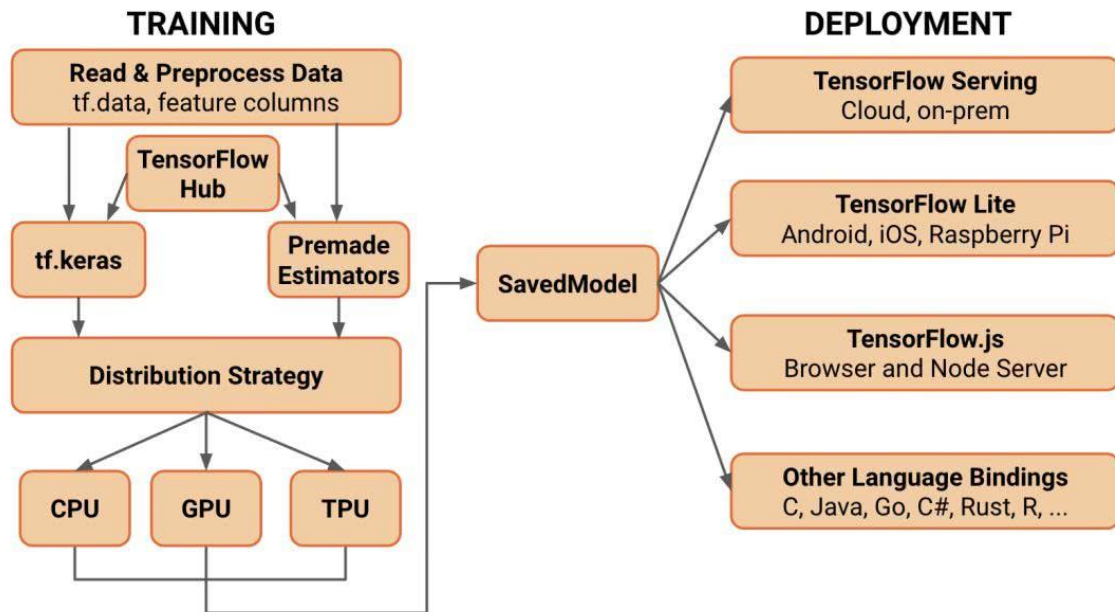 TRAINING
Read & Preprocess Data
tf.data, feature columns
TensorFlow
Hub
tf.keras
Premade
Estimators
Distribution Strategy
CPU
GPU
TPU
SavedModel
DEPLOYMENT
TensorFlow Serving
Cloud, on-prem
TensorFlow Lite
Android, iOS, Raspberry Pi
TensorFlow.js
Browser and Node Server
Other Language Bindings
C, Java, Go, C#, Rust, R, ...